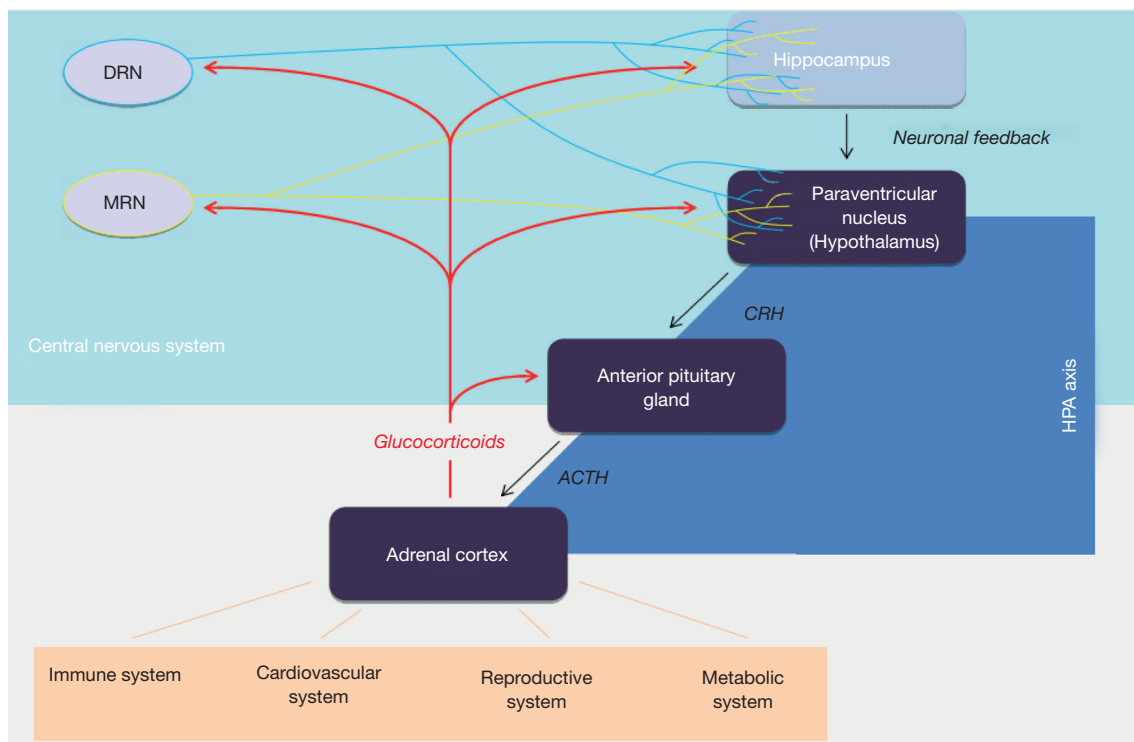 DRN
Hippocampus
Neuronal feedback
MRN
Paraventricular
nucleus
(Hypothalamus)
CRH
Central nervous system
Anterior pituitary
gland
HPA axis
Glucocorticoids
ACTH
Adrenal cortex
Immune system
Cardiovascular
system
Reproductive
system
Metabolic
system